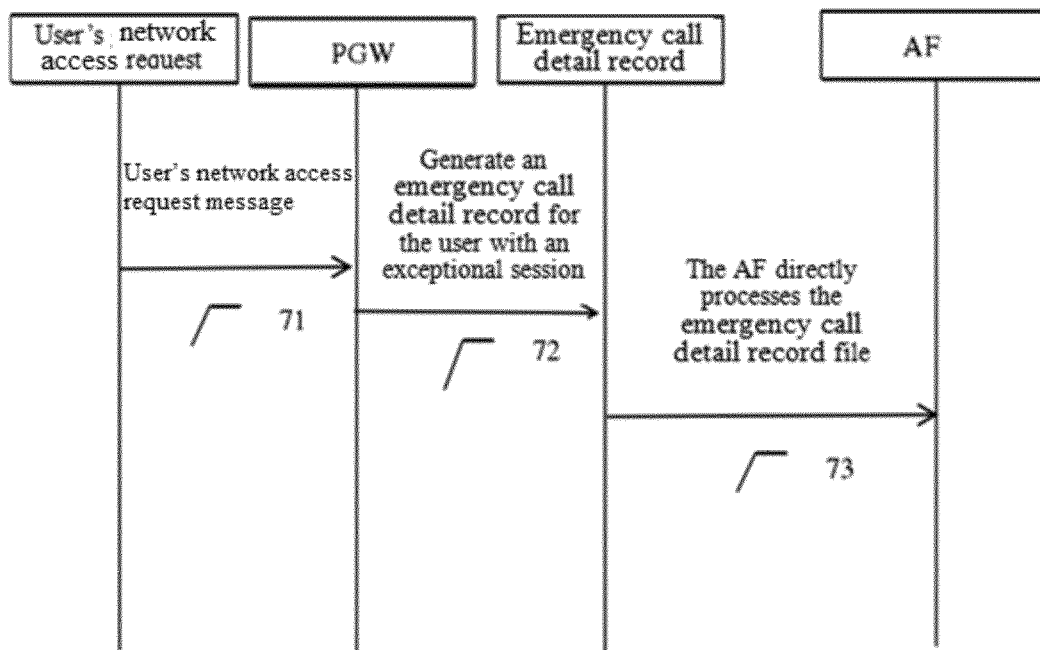 User's network
access request
PGW
Emergency call
detail record
AF
User's network access
request message
Generate an
emergency call
detail record for
the user with an
exceptional session
The AF directly
processes the
emergency call
detail record file
71
72
73